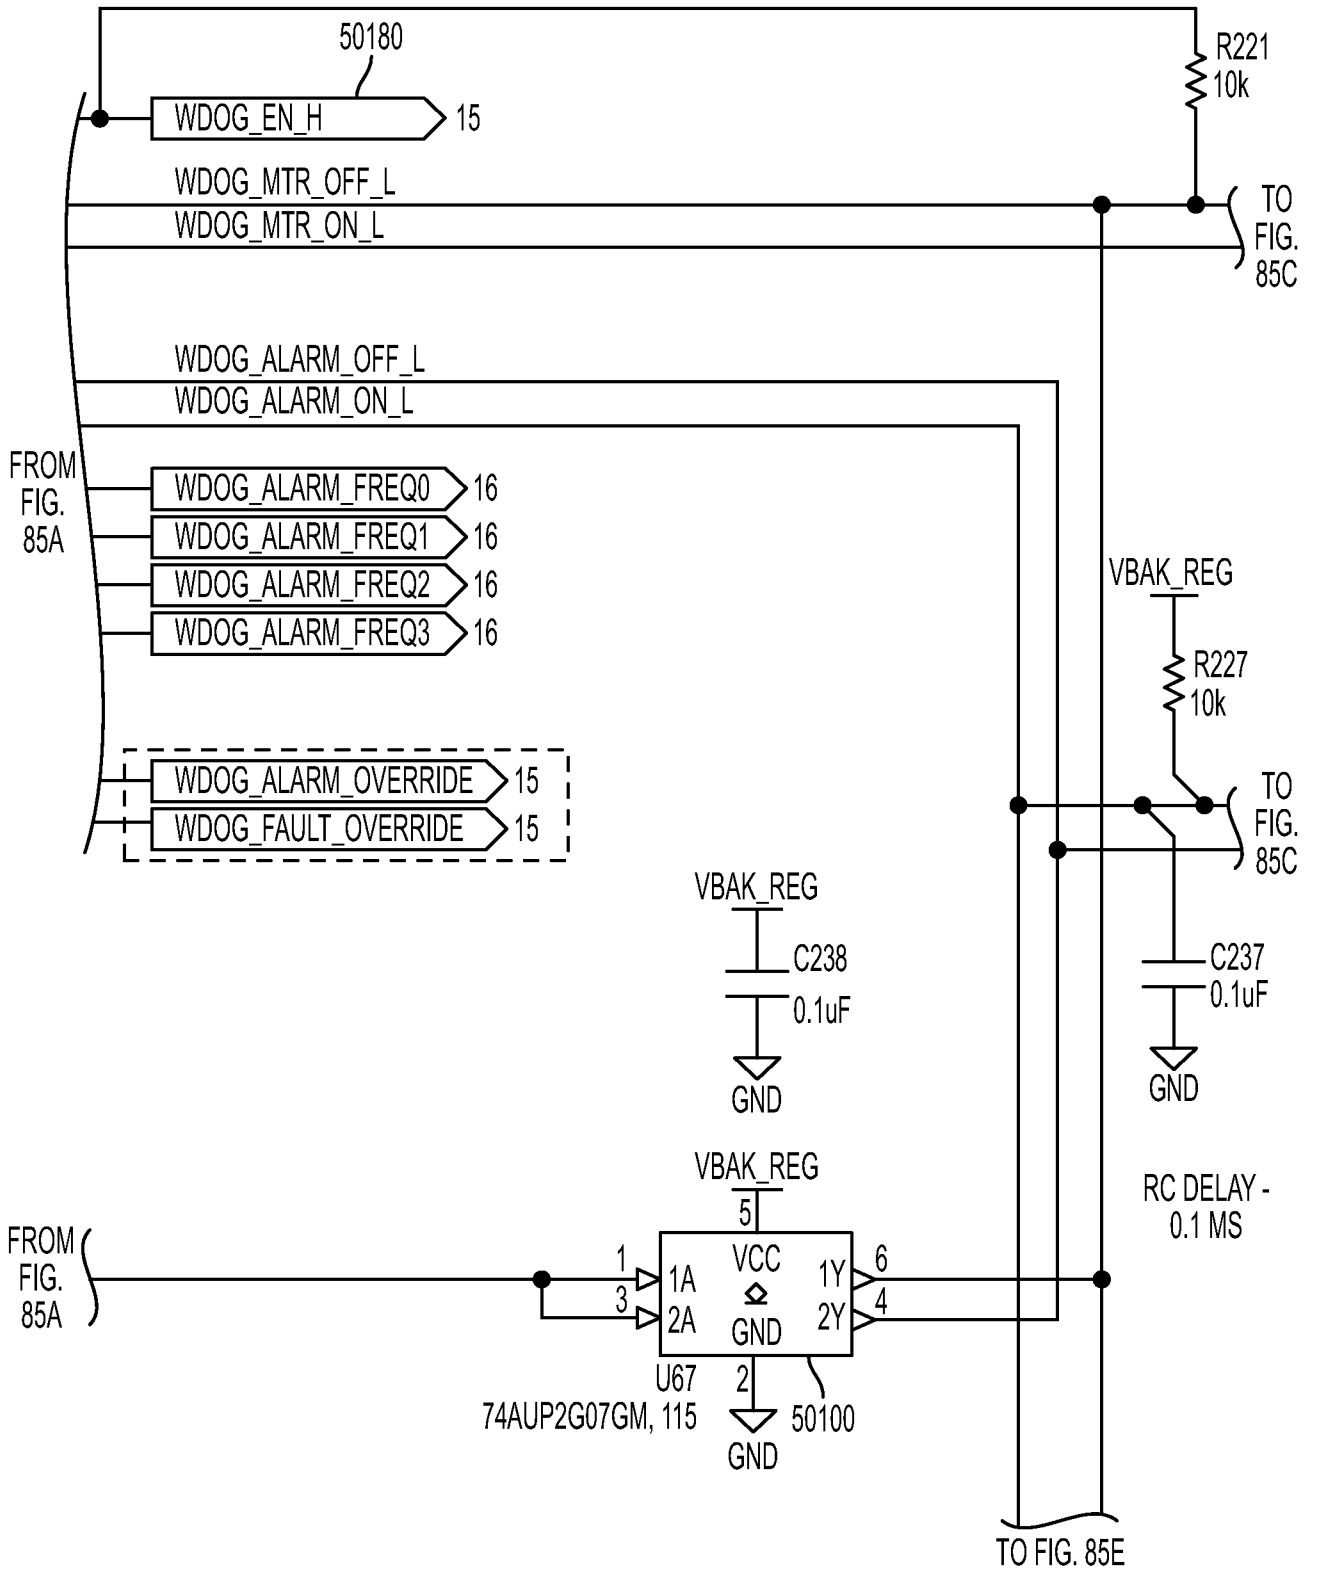 50180
R221
10k
WDOG_EN_H
15
WDOG_MTR_OFF_L
WDOG_MTR_ON_L
TO
FIG.
85C
WDOG_ALARM_OFF_L
WDOG_ALARM_ON_L
FROM
FIG.
85A
WDOG_ALARM_FREQ0
16
WDOG_ALARM_FREQ1
16
WDOG_ALARM_FREQ2
16
WDOG_ALARM_FREQ3
16
VBAK_REG
R227
10k
WDOG_ALARM_OVERRIDE
15
WDOG_FAULT_OVERRIDE
15
TO
FIG.
85C
VBAK_REG
C238
0.1uF
GND
C237
0.1uF
GND
VBAK_REG
RC DELAY -
0.1 MS
FROM
FIG.
85A
5
1
3
1A
2A
VCC
GND
1Y
2Y
6
4
U67
74AUP2G07GM, 115
2
GND
50100
TO FIG. 85E